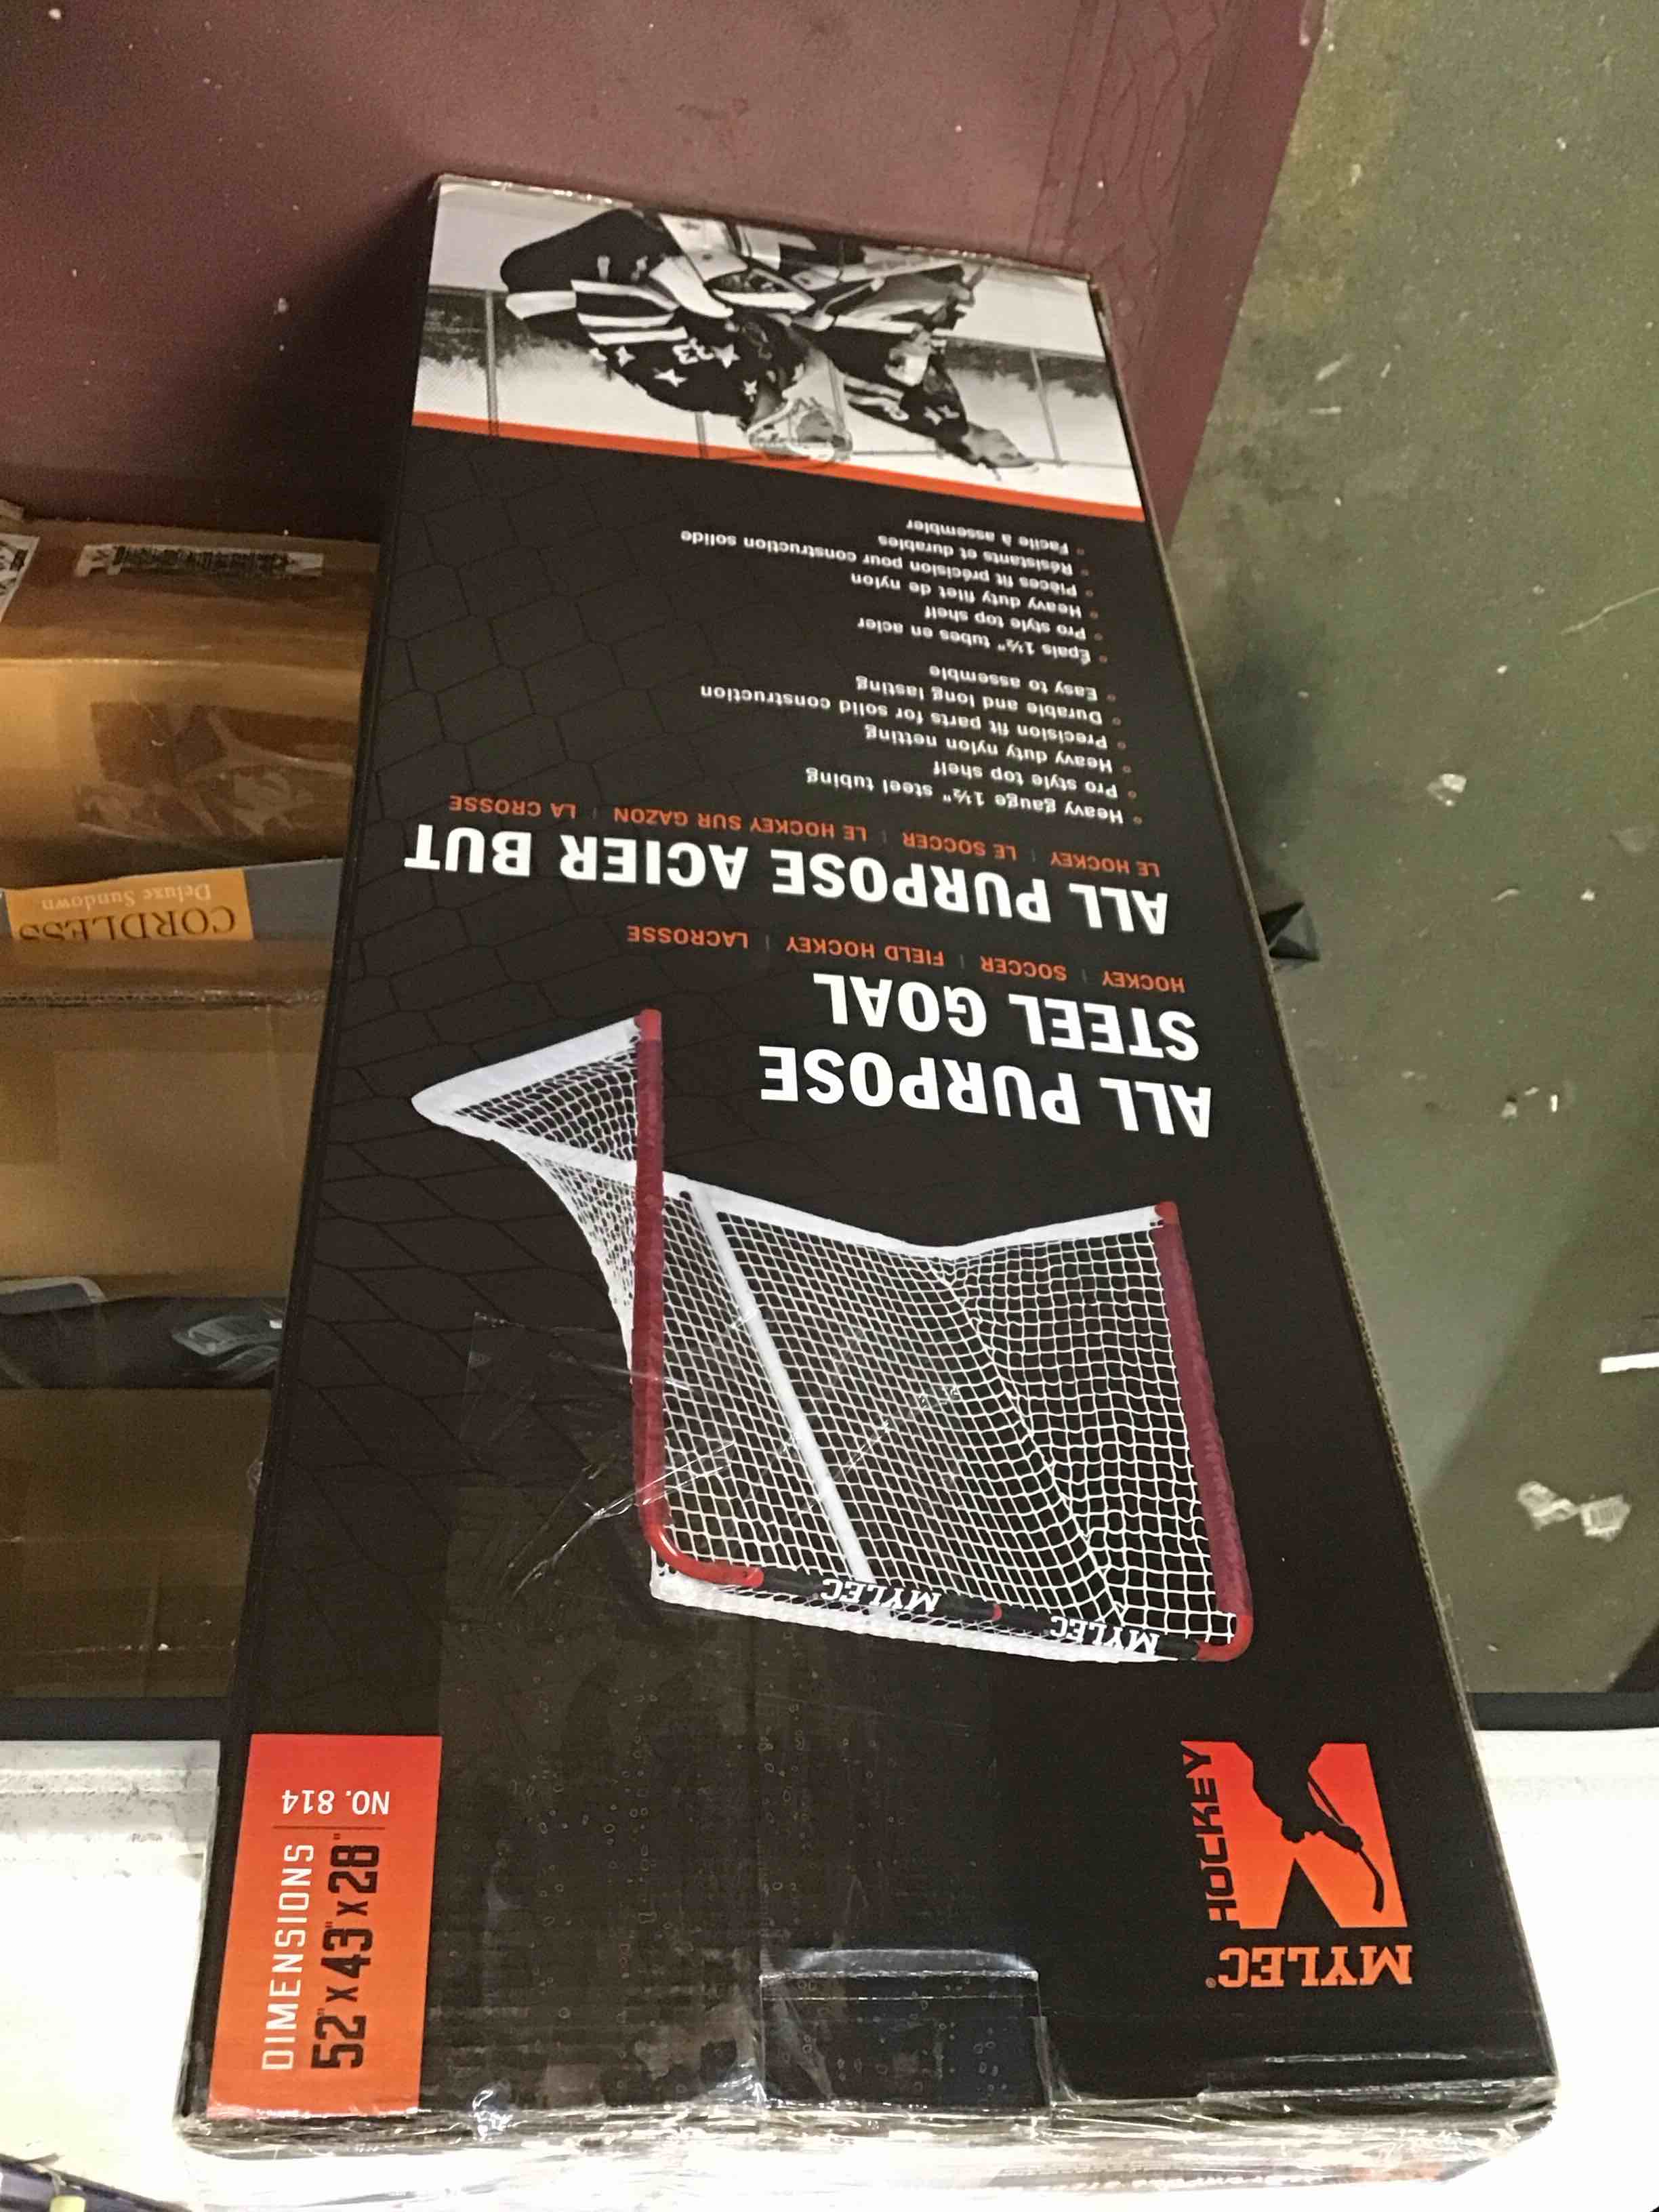 MYLEC
HOCKEY
DIMENSIONS
52" X 43" X 28"
NO. 814
MYLEC
MYLEC
ALL PURPOSE
STEEL GOAL
HOCKEY | SOCCER | FIELD HOCKEY | LACROSSE
ALL PURPOSE ACIER BUT
LE HOCKEY | LE SOCCER | LE HOCKEY SUR GAZON | LA CROSSE
Heavy gauge 1½" steel tubing
Pro style top shelf
Heavy duty nylon netting
Precision fit parts for solid construction
Durable and long lasting
Easy to assemble
Épais 1½" tubes en acier
Pro style top shelf
Heavy duty filet de nylon
Pièces fit précision pour construction solide
Résistants et durables
Facile à assembler
33
CORDLESS
Deluxe Sundown